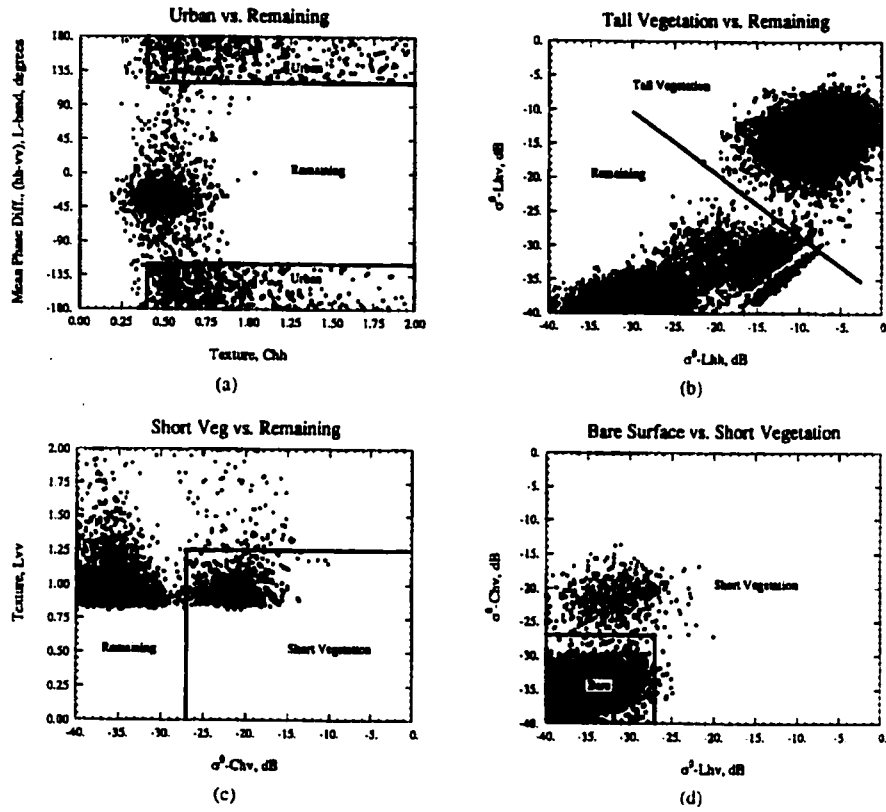 Urban vs. Remaining
Mean Phase Diff., (hh-vv), L-band, degrees
180.
135.
90.
45.
0.
-45.
-90.
-135.
-180.
Urban
Remaining
Urban
0.00 0.25 0.50 0.75 1.00 1.25 1.50 1.75 2.00
Texture, Chh
(a)
Tall Vegetation vs. Remaining
σ⁰-Lhv, dB
0.
-5.
-10.
-15.
-20.
-25.
-30.
-35.
-40.
Tall Vegetation
Remaining
-40. -30. -20. -10. 0.
σ⁰-Lhh, dB
(b)
Short Veg vs. Remaining
Texture, Lvv
2.00
1.75
1.50
1.25
1.00
0.75
0.50
0.25
0.00
Remaining
Short Vegetation
-40. -35. -30. -25. -20. -15. -10. -5. 0.
σ⁰-Chv, dB
(c)
Bare Surface vs. Short Vegetation
σ⁰-Chv, dB
0.
-5.
-10.
-15.
-20.
-25.
-30.
-35.
-40.
Short Vegetation
Bare
-40. -35. -30. -25. -20. -15. -10. -5. 0.
σ⁰-Lhv, dB
(d)